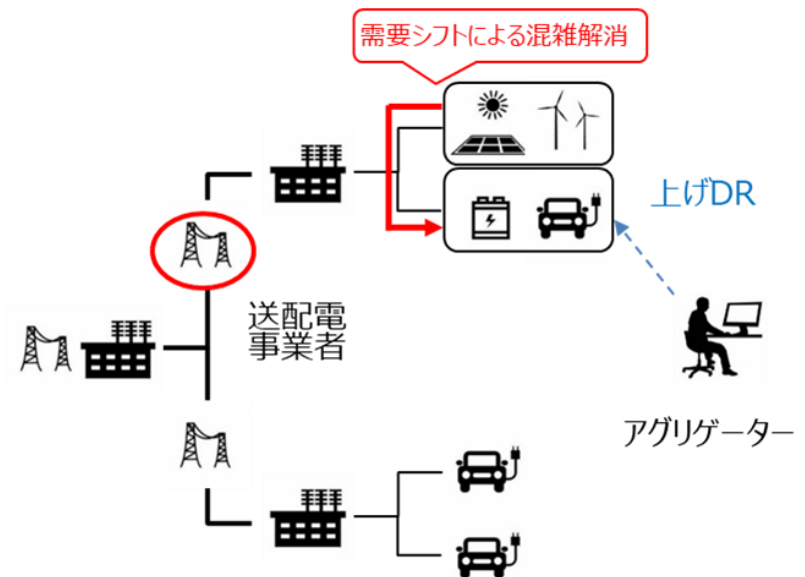 需要シフトによる混雑解消
上げDR
送配電
事業者
アグリゲーター